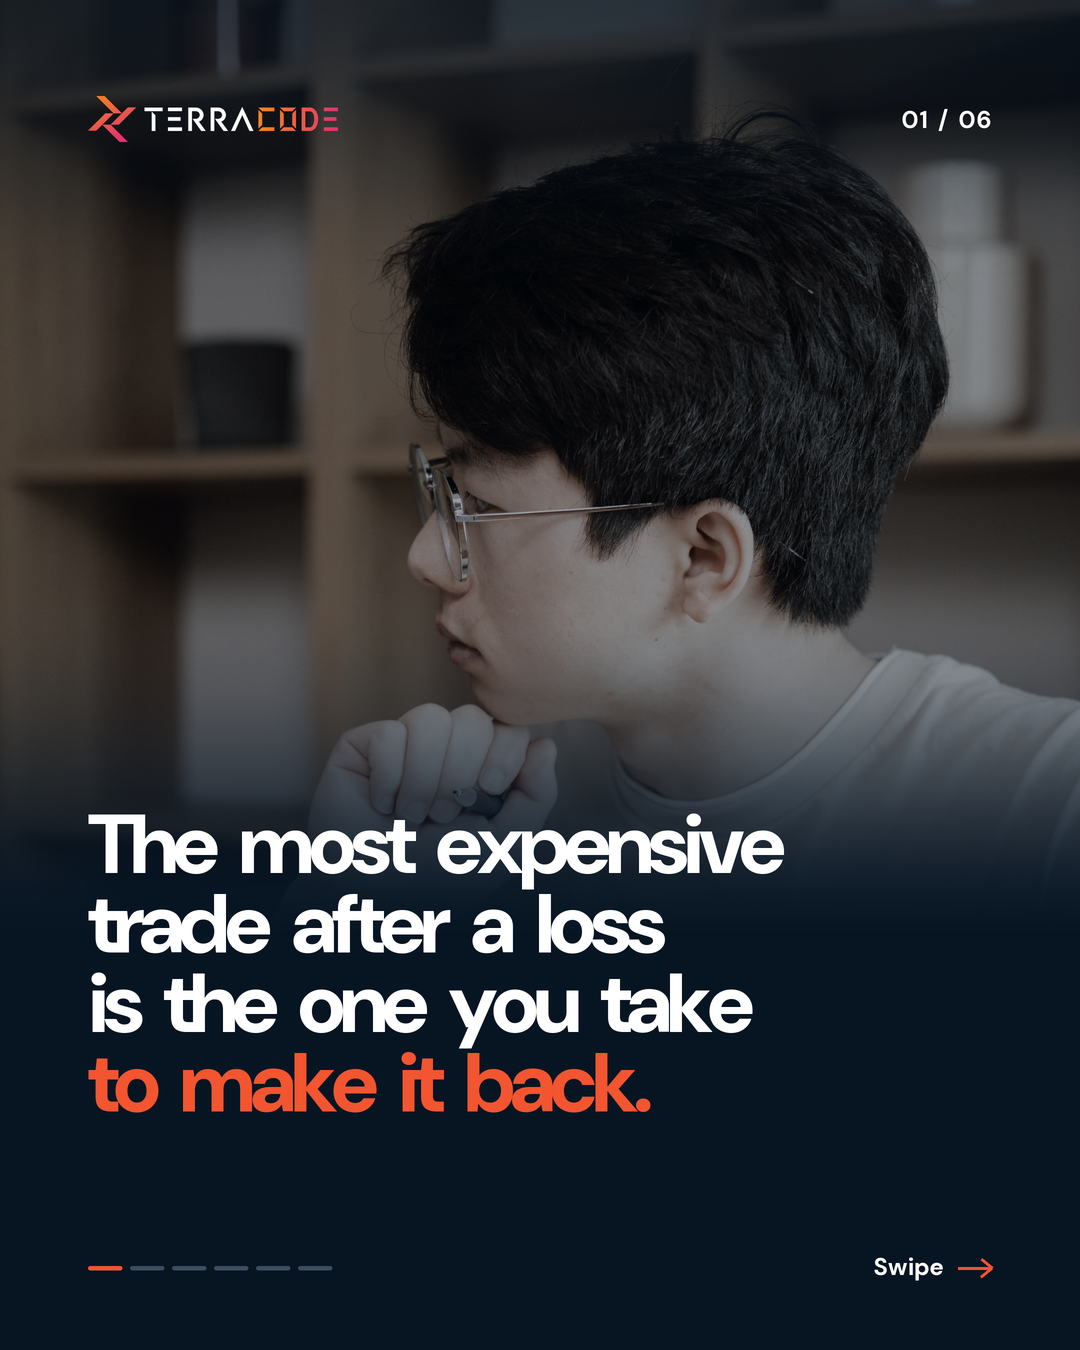 TERRACODE
01 / 06
The most expensive
trade after a loss
is the one you take
to make it back.
Swipe